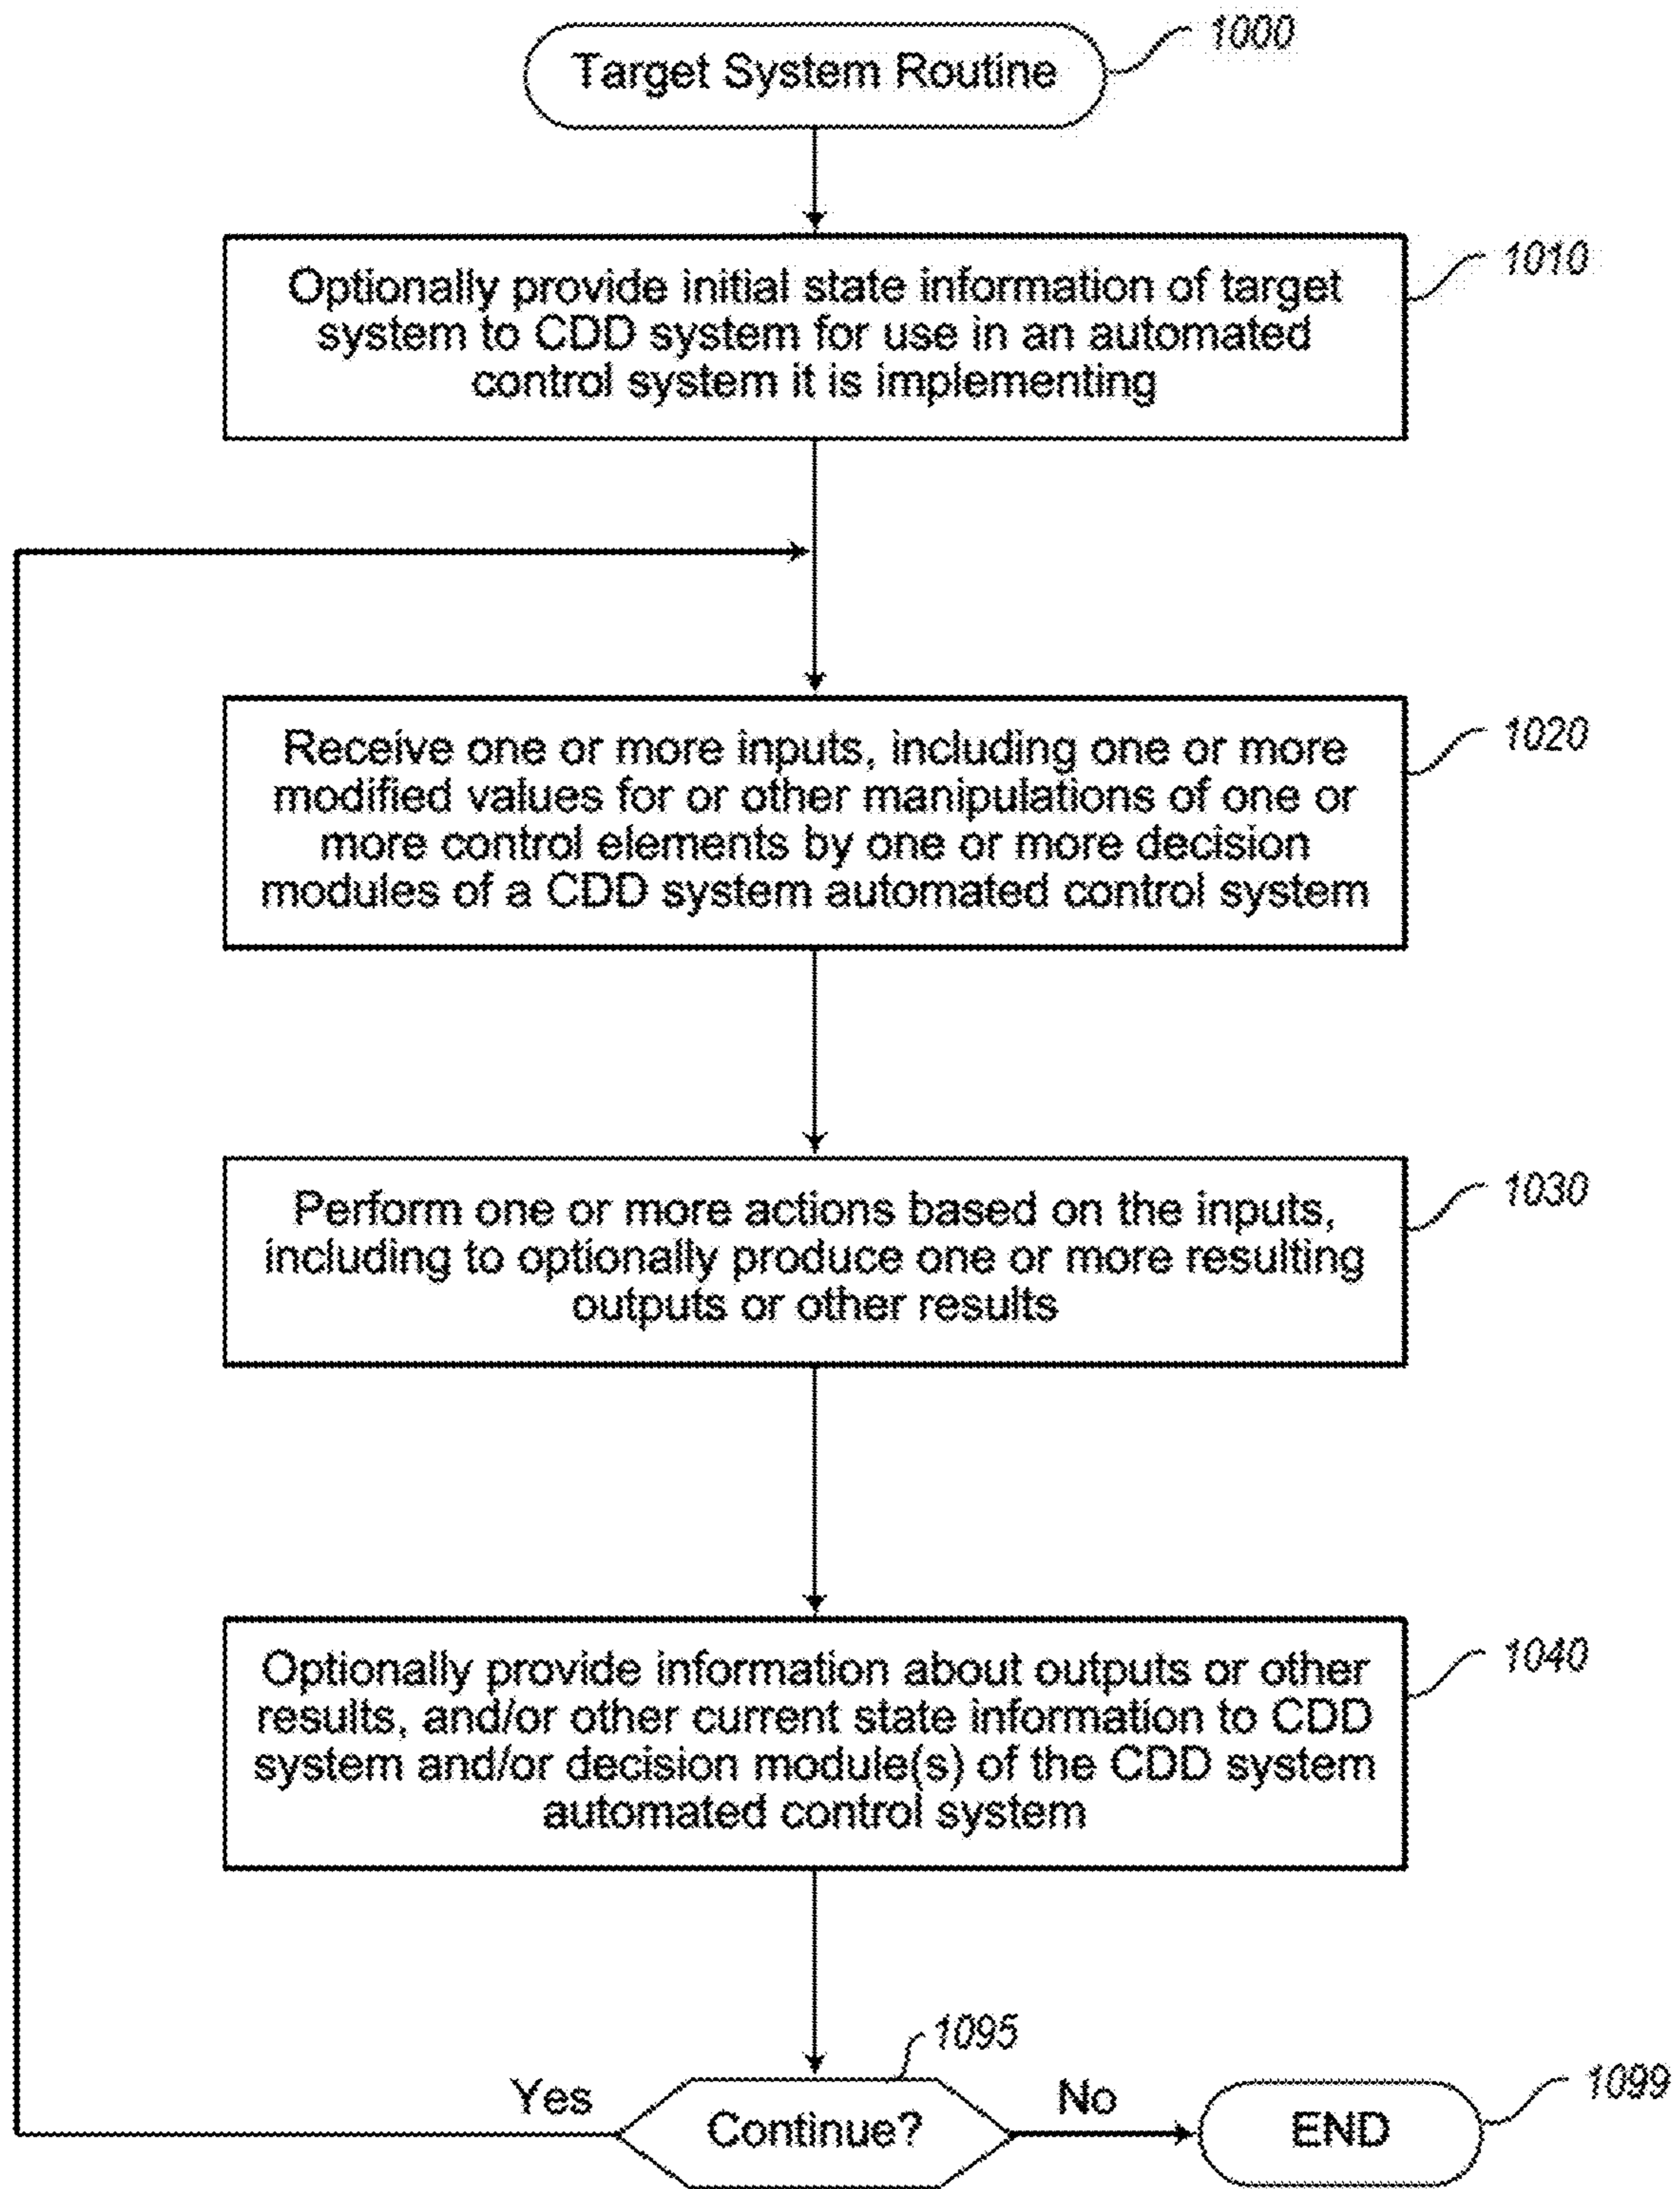 Target System Routine
1000
Optionally provide initial state information of target
system to CDD system for use in an automated
control system it is implementing
1010
Receive one or more inputs, including one or more
modified values for or other manipulations of one or
more control elements by one or more decision
modules of a CDD system automated control system
1020
Perform one or more actions based on the inputs,
including to optionally produce one or more resulting
outputs or other results
1030
Optionally provide information about outputs or other
results, and/or other current state information to CDD
system and/or decision module(s) of the CDD system
automated control system
1040
1095
Yes
Continue?
No
END
1099